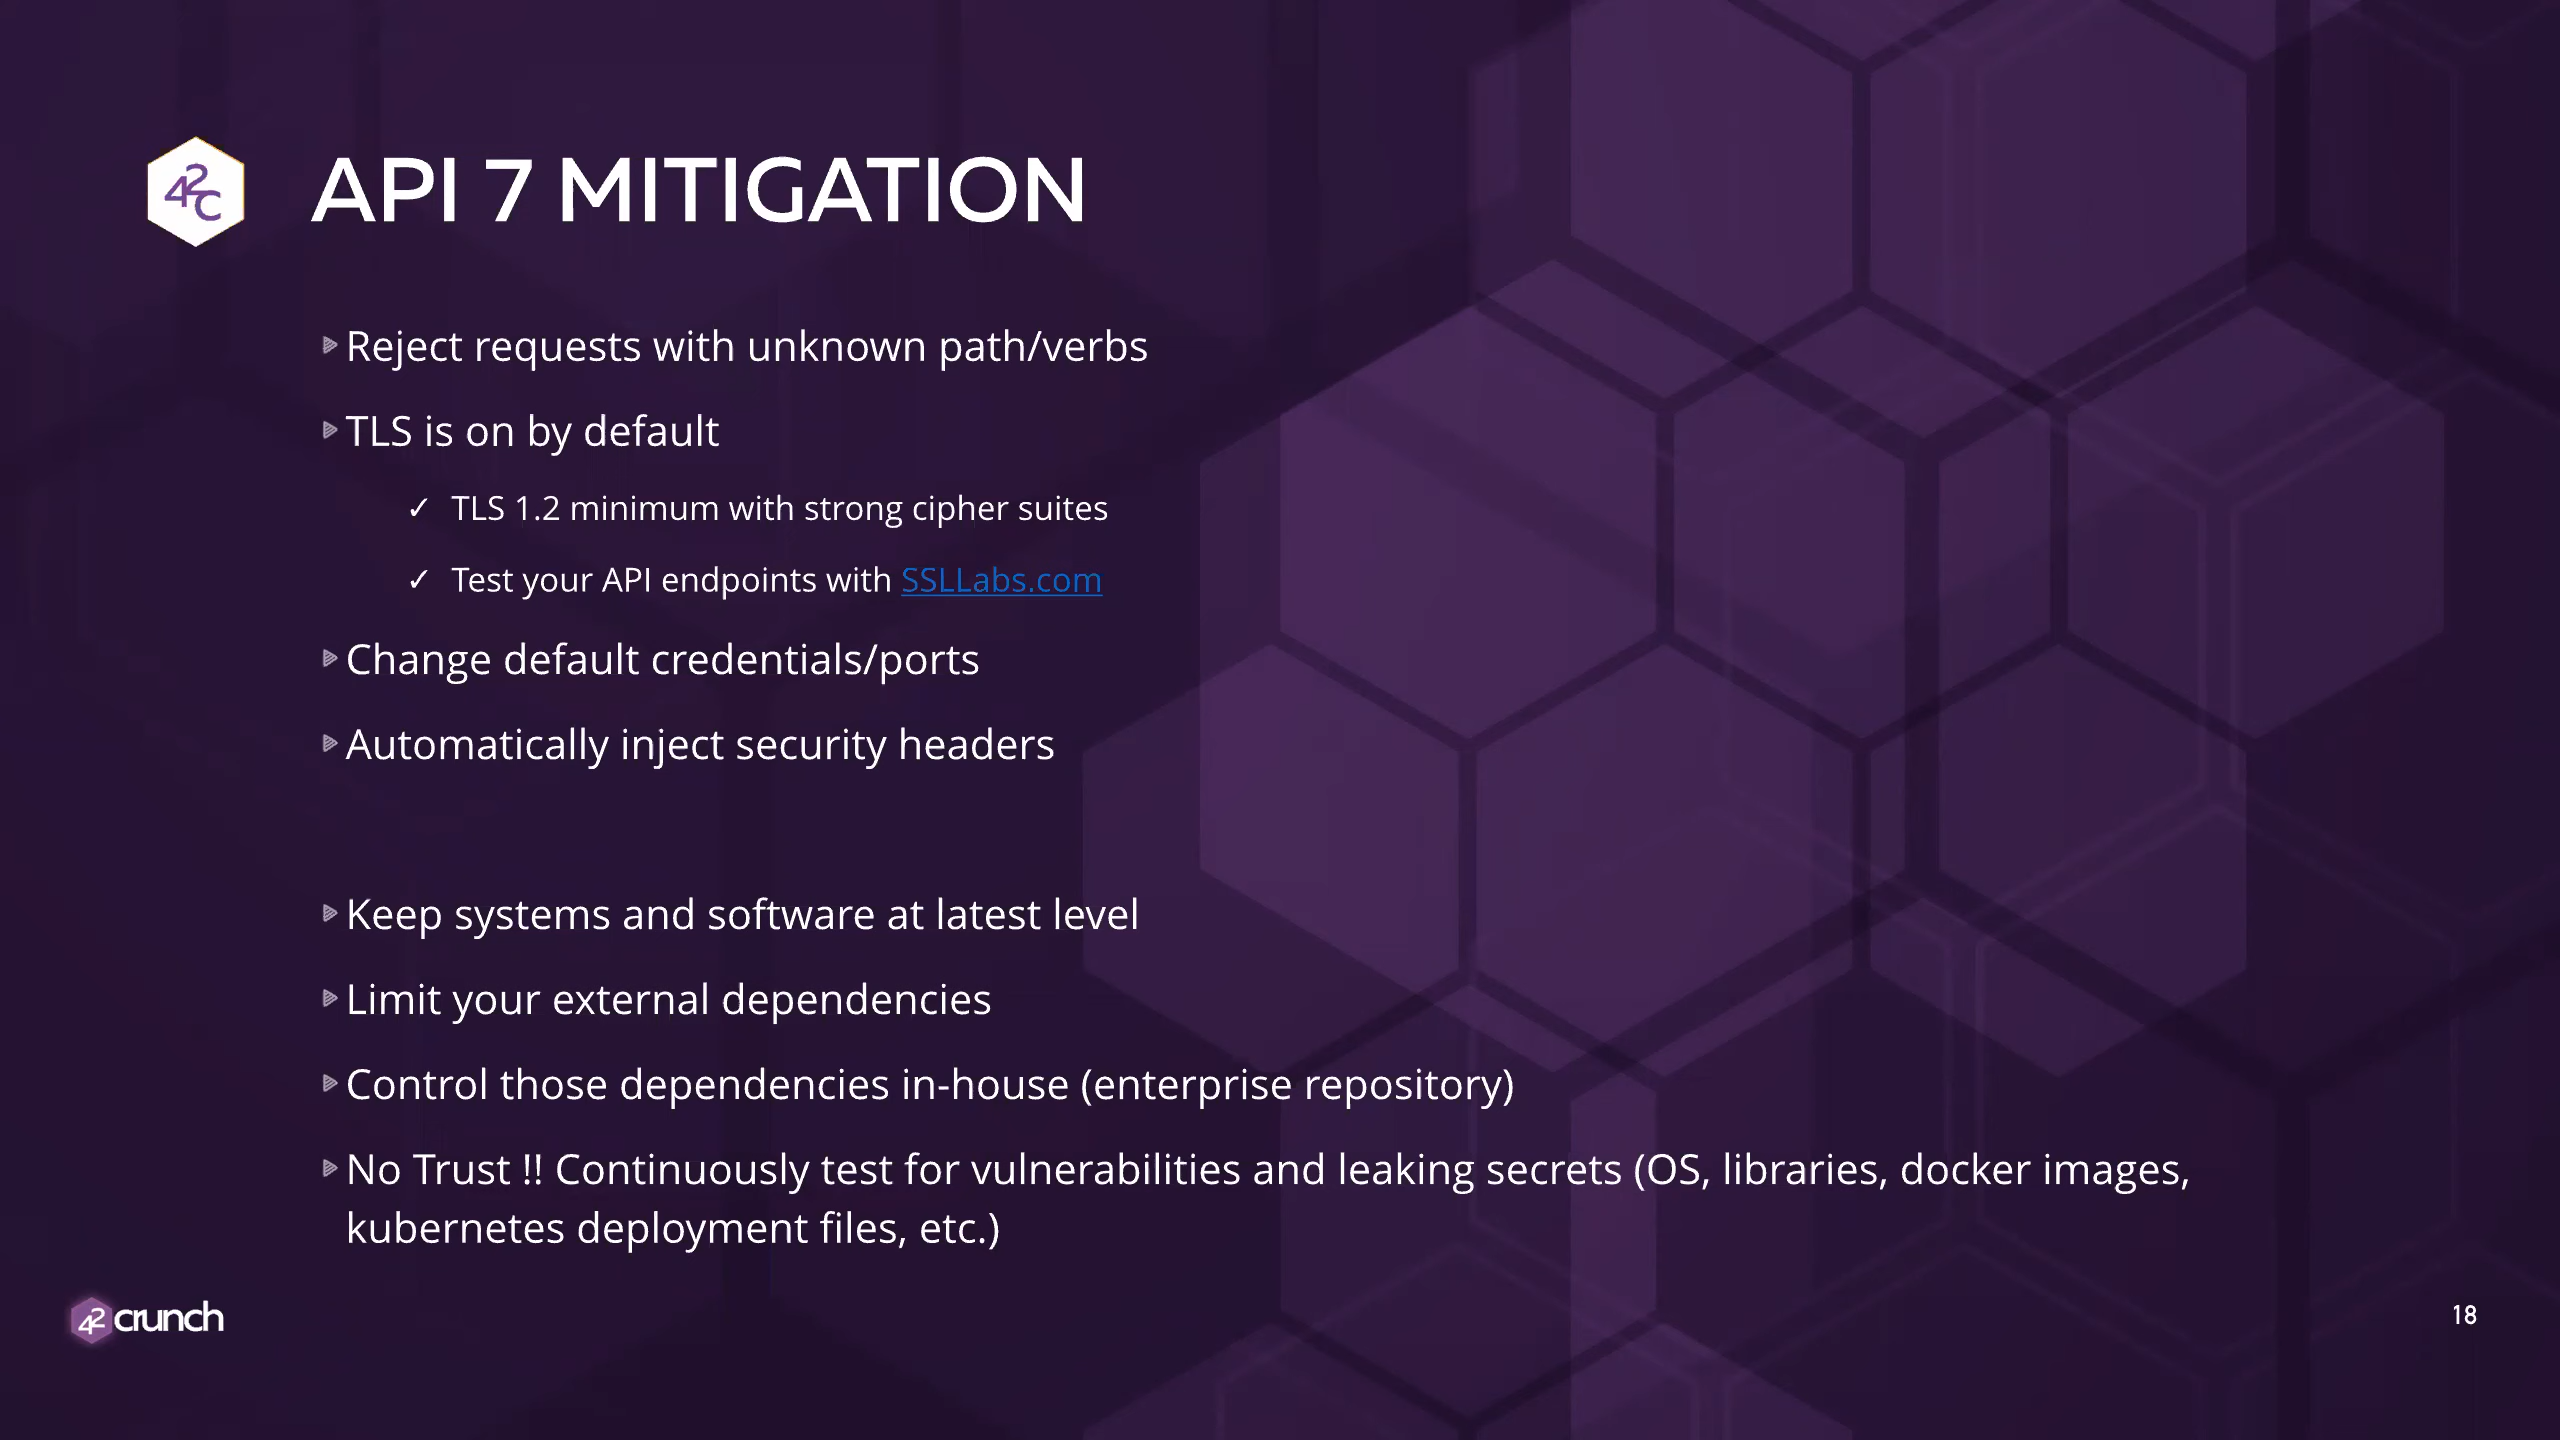 42C
API 7 MITIGATION
Reject requests with unknown path/verbs
TLS is on by default
✓ TLS 1.2 minimum with strong cipher suites
✓ Test your API endpoints with SSLLabs.com
Change default credentials/ports
Automatically inject security headers
Keep systems and software at latest level
Limit your external dependencies
Control those dependencies in-house (enterprise repository)
No Trust !! Continuously test for vulnerabilities and leaking secrets (OS, libraries, docker images,
kubernetes deployment files, etc.)
42 crunch
18